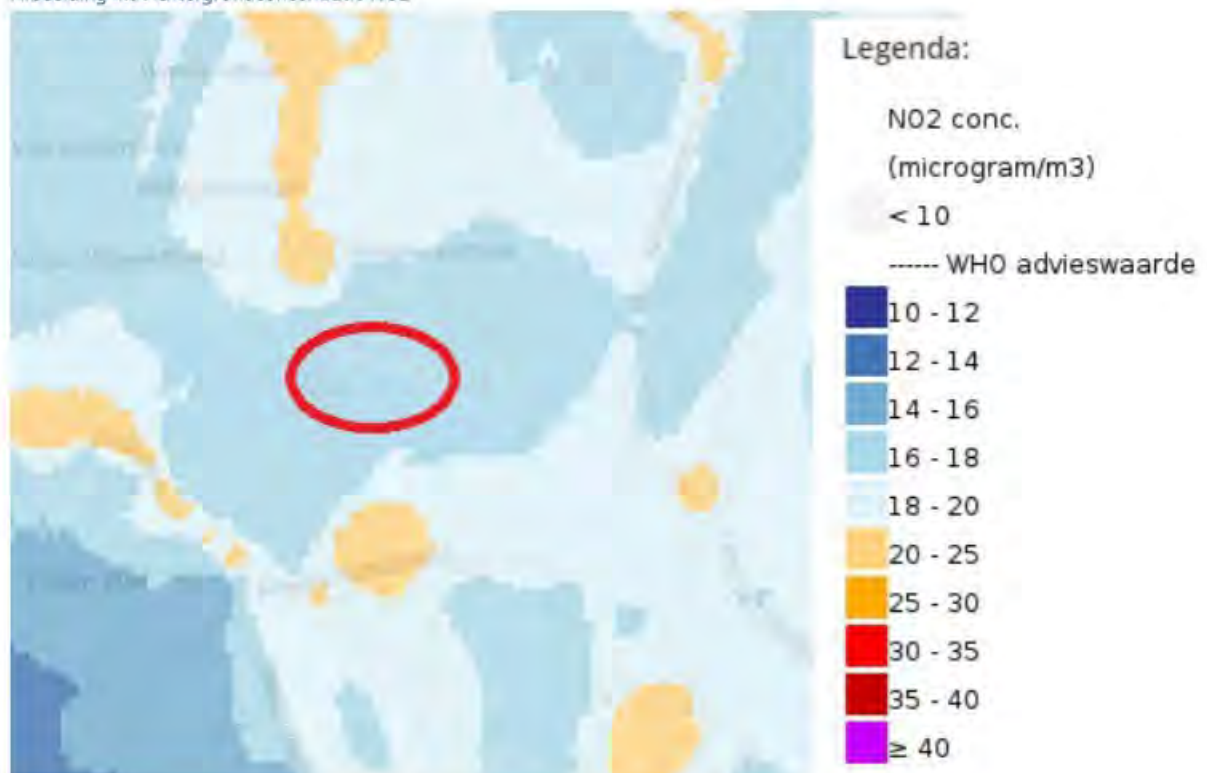 Legenda:
NO2 conc.
(microgram/m3)
< 10
------ WHO advieswaarde
10 - 12
12 - 14
14 - 16
16 - 18
18 - 20
20 - 25
25 - 30
30 - 35
35 - 40
≥ 40